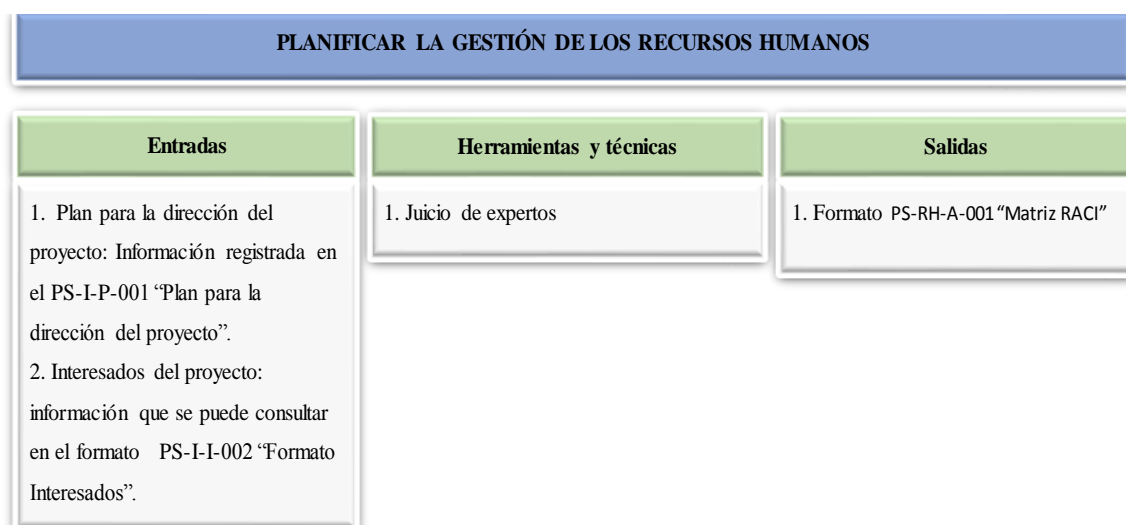 PLANIFICAR LA GESTIÓN DE LOS RECURSOS HUMANOS
Entradas
1. Plan para la dirección del
proyecto: Información registrada en
el PS-I-P-001 “Plan para la
dirección del proyecto”.
2. Interesados del proyecto:
información que se puede consultar
en el formato PS-I-I-002 “Formato
Interesados”.
Herramientas y técnicas
1. Juicio de expertos
Salidas
1. Formato PS-RH-A-001 “Matriz RACI”